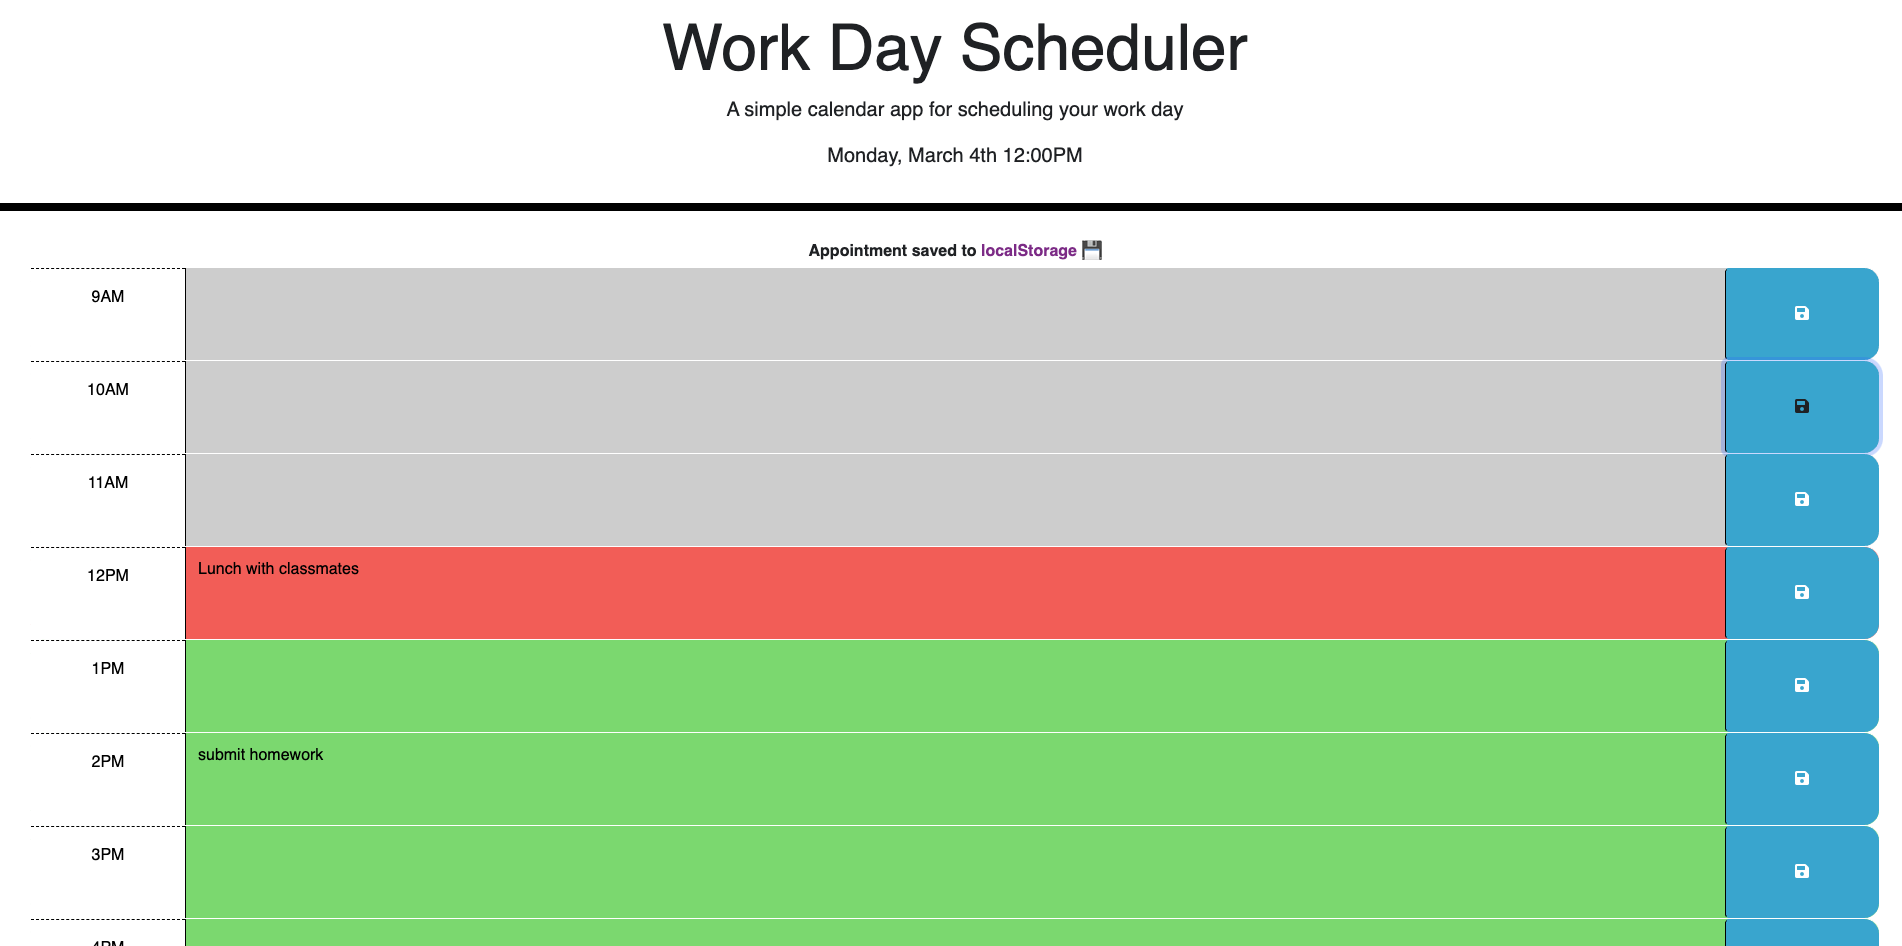 Work Day Scheduler
A simple calendar app for scheduling your work day
Monday, March 4th 12:00PM
Appointment saved to localStorage 💾
9AM
10AM
11AM
12PM
Lunch with classmates
1PM
2PM
submit homework
3PM
4PM